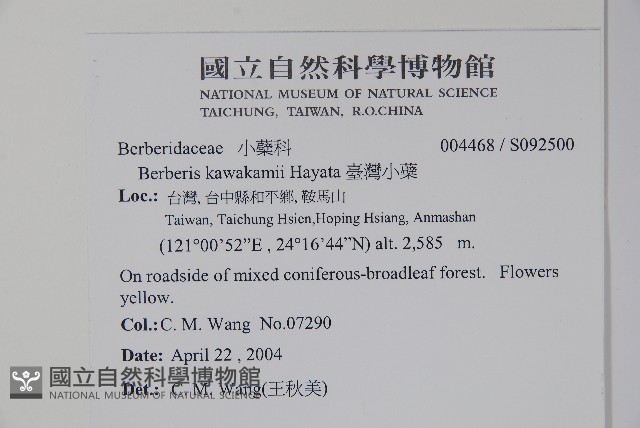 國立自然科學博物館
NATIONAL MUSEUM OF NATURAL SCIENCE
TAICHUNG, TAIWAN, R.O.CHINA
Berberidaceae 小蘗科 004468 / S092500
Berberis kawakamii Hayata 臺灣小蘗
Loc.: 台灣, 台中縣和平鄉, 鞍馬山
Taiwan, Taichung Hsien,Hoping Hsiang, Anmashan
(121°00'52”E , 24°16'44”N) alt. 2,585 m.
On roadside of mixed coniferous-broadleaf forest. Flowers
yellow.
Col.: C. M. Wang No.07290
Date: April 22 , 2004
Det.: C. M. Wang(王秋美)
國立自然科學博物館
NATIONAL MUSEUM OF NATURAL SCIENCE